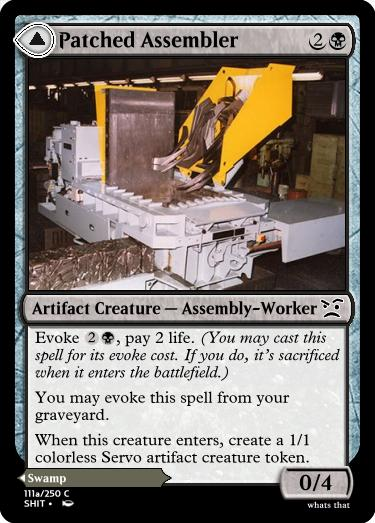 Patched Assembler 2
Artifact Creature — Assembly-Worker
Evoke 2, pay 2 life. (You may cast this
spell for its evoke cost. If you do, it's sacrificed
when it enters the battlefield.)
You may evoke this spell from your
graveyard.
When this creature enters, create a 1/1
colorless Servo artifact creature token.
Swamp
0/4
111a/250 C
SHIT •
whats that